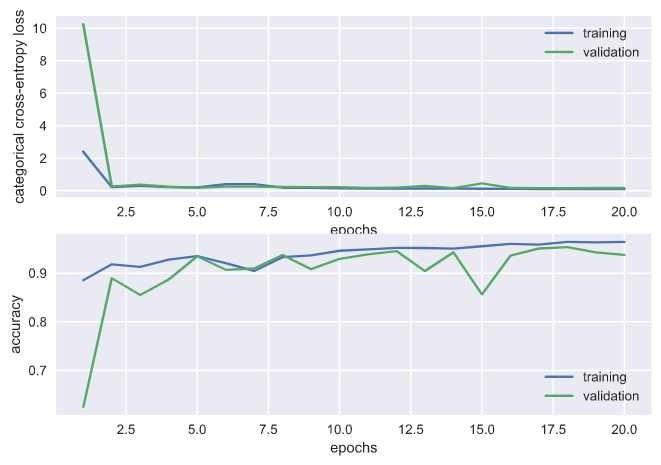 categorical cross-entropy loss
10
8
6
4
2
0
training
validation
2.5 5.0 7.5 10.0 12.5 15.0 17.5 20.0
epochs
accuracy
0.9
0.8
0.7
training
validation
2.5 5.0 7.5 10.0 12.5 15.0 17.5 20.0
epochs